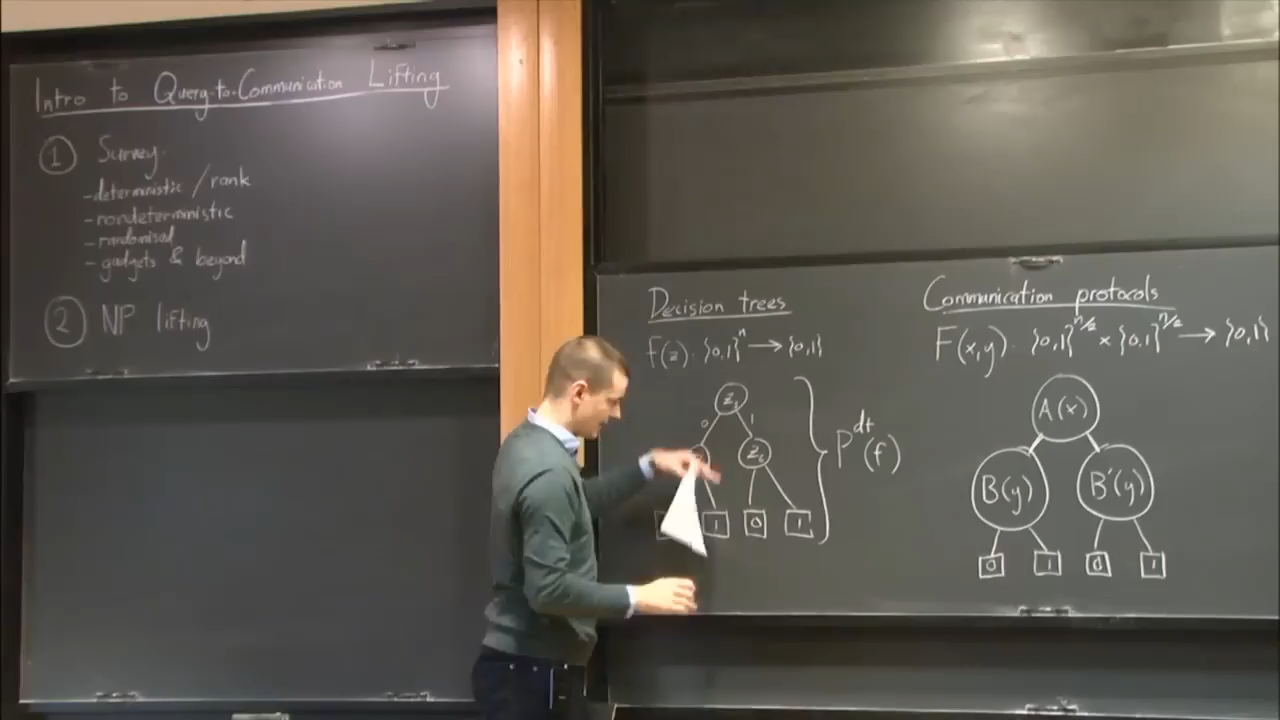 Intro to Query-to-Communication Lifting
① Survey
- deterministic / rank
- nondeterministic
- randomised
- gadgets & beyond
② NP lifting
Decision trees
f(z): {0,1}^n → {0,1}
z₁
0 1
z₆
1 0 1
P^dt(f)
Communication protocols
F(x,y): {0,1}^{n/2} × {0,1}^{n/2} → {0,1}
A(x)
B(y) B'(y)
0 1 0 1